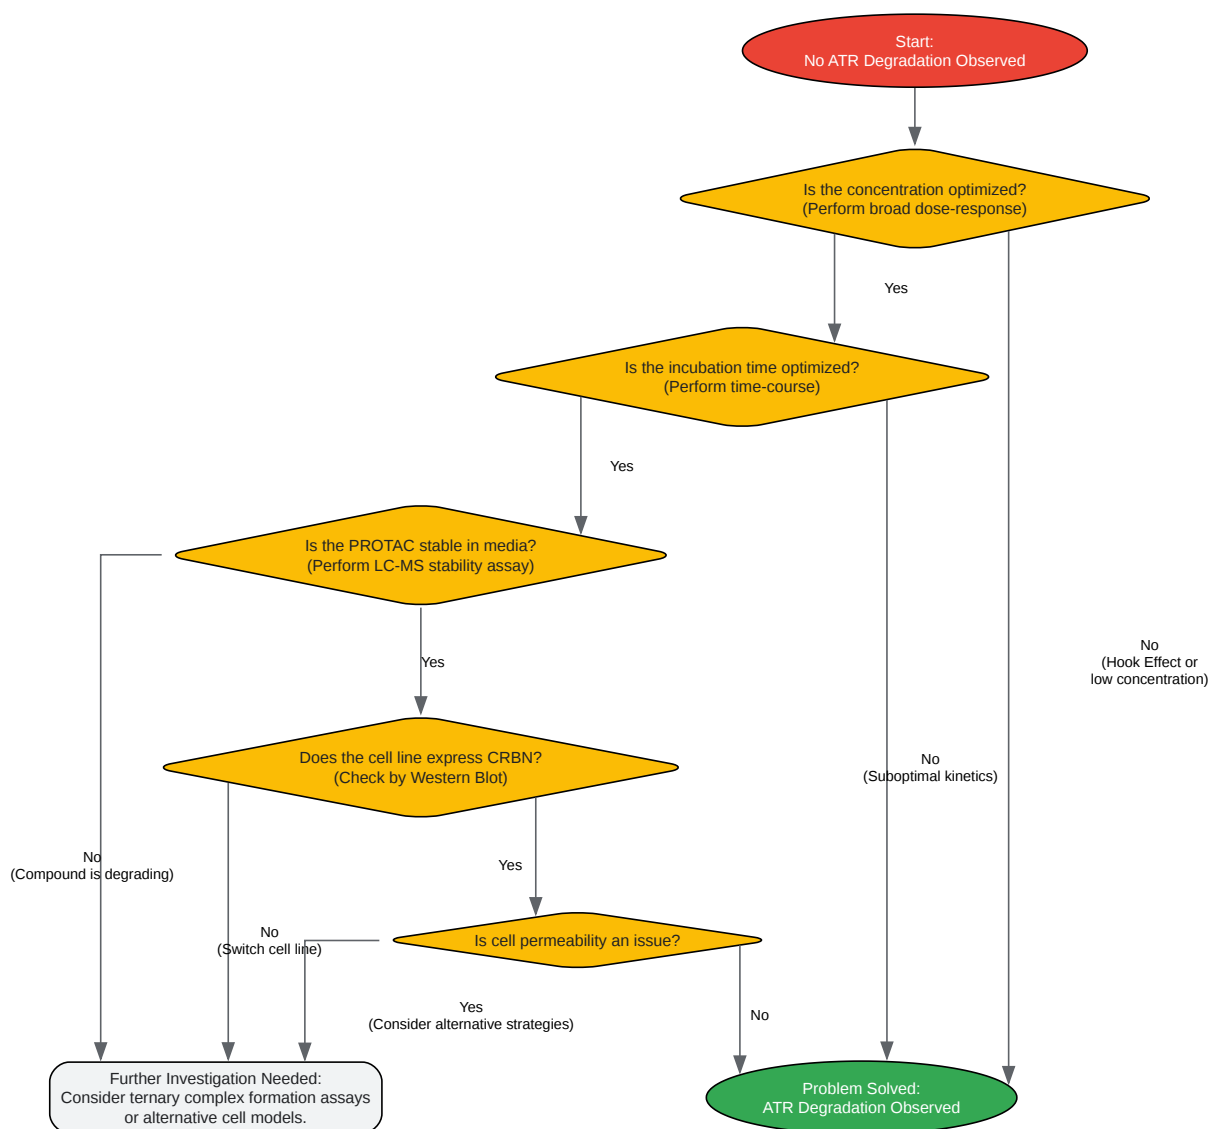 Start:
No ATR Degradation Observed
Is the concentration optimized?
(Perform broad dose-response)
Yes
Is the incubation time optimized?
(Perform time-course)
Yes
Is the PROTAC stable in media?
(Perform LC-MS stability assay)
No
(Hook Effect or
low concentration)
Yes
Does the cell line express CRBN?
(Check by Western Blot)
No
(Suboptimal kinetics)
No
(Compound is degrading)
Yes
No
(Switch cell line)
Is cell permeability an issue?
Yes
(Consider alternative strategies)
No
Further Investigation Needed:
Consider ternary complex formation assays
or alternative cell models.
Problem Solved:
ATR Degradation Observed